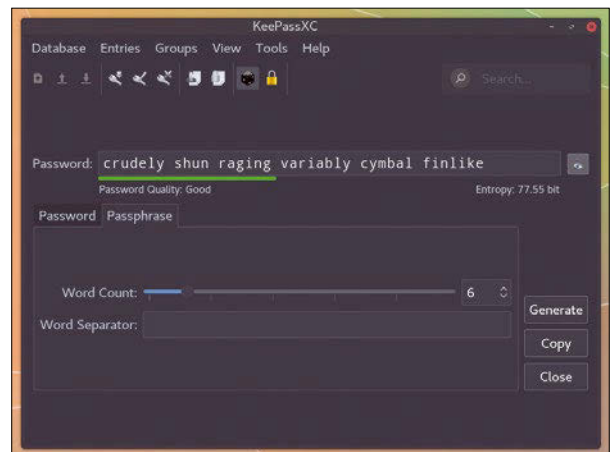 KeePassXC
Database Entries Groups View Tools Help
Search...
Password: crudely shun raging variably cymbal finlike
Password Quality: Good Entropy: 77.55 bit
Password Passphrase
Word Count: 6
Word Separator:
Generate
Copy
Close